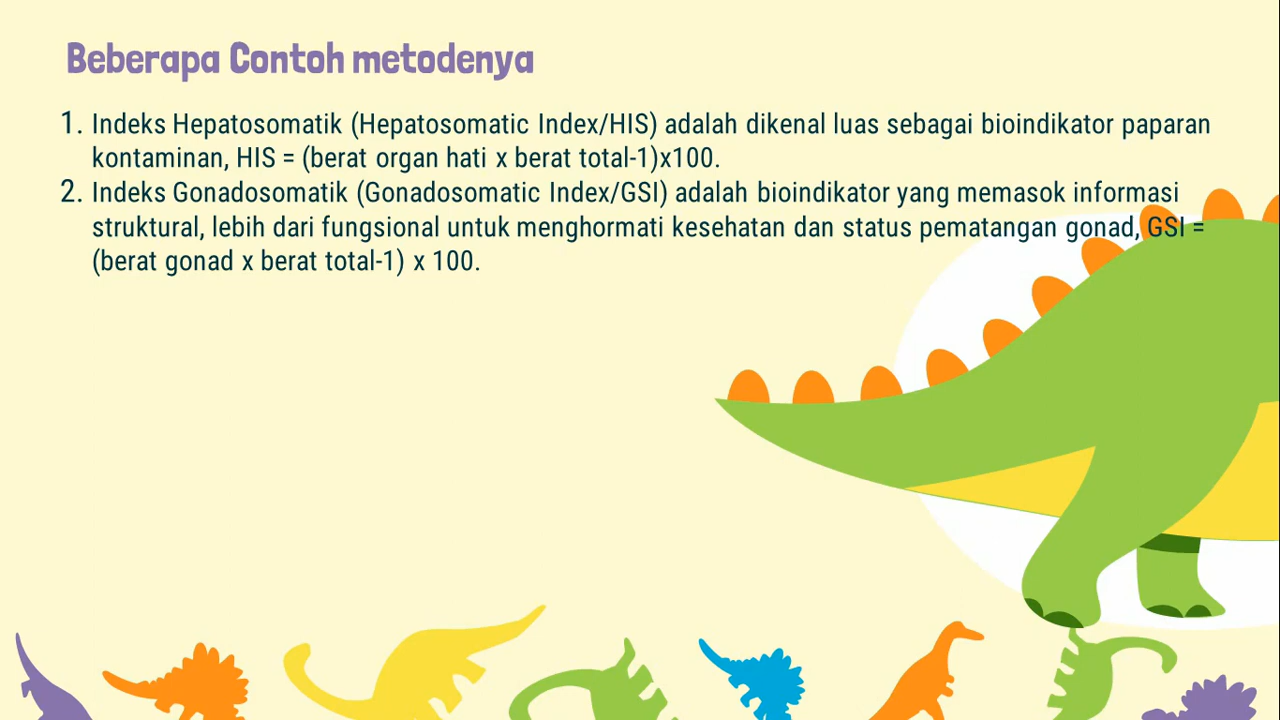 Beberapa Contoh metodenya
1. Indeks Hepatosomatik (Hepatosomatic Index/HIS) adalah dikenal luas sebagai bioindikator paparan
kontaminan, HIS = (berat organ hati x berat total-1)x100.
2. Indeks Gonadosomatik (Gonadosomatic Index/GSI) adalah bioindikator yang memasok informasi
struktural, lebih dari fungsional untuk menghormati kesehatan dan status pematangan gonad, GSI =
(berat gonad x berat total-1) x 100.